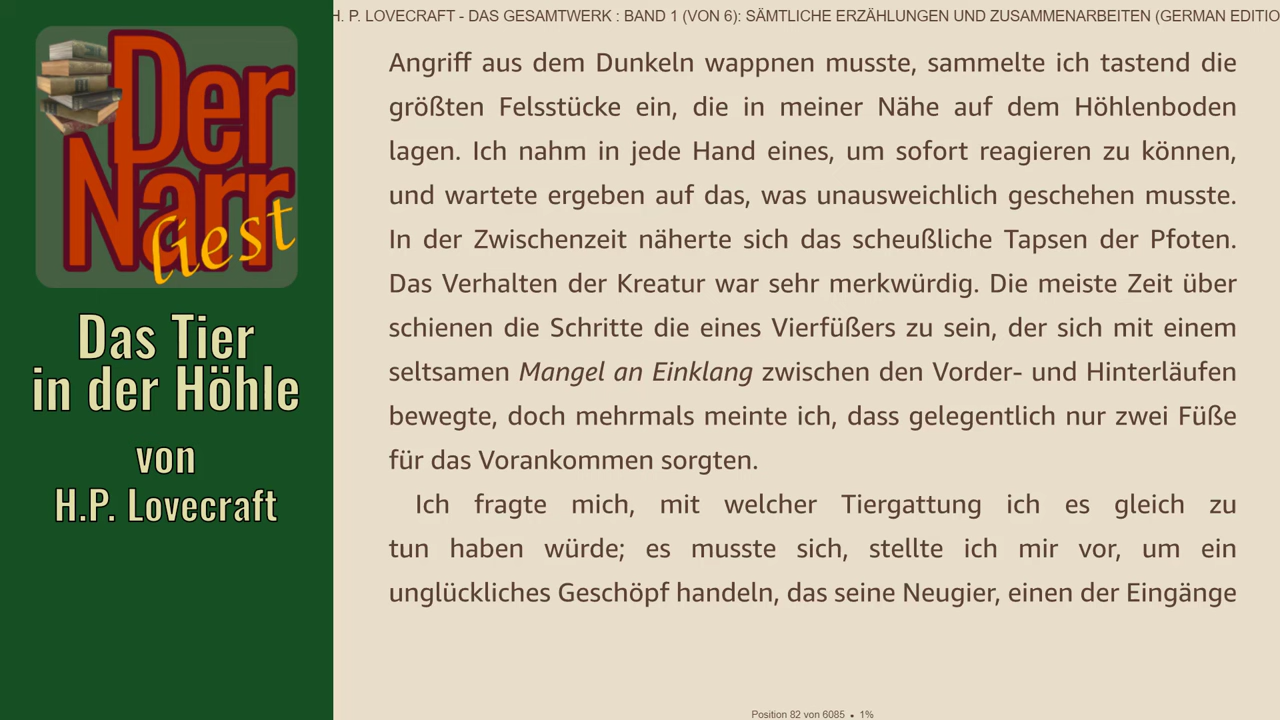 Der
Narr
liest
Das Tier
in der Höhle
von
H.P. Lovecraft
H. P. LOVECRAFT - DAS GESAMTWERK : BAND 1 (VON 6): SÄMTLICHE ERZÄHLUNGEN UND ZUSAMMENARBEITEN (GERMAN EDITIO
Angriff aus dem Dunkeln wappnen musste, sammelte ich tastend die
größten Felsstücke ein, die in meiner Nähe auf dem Höhlenboden
lagen. Ich nahm in jede Hand eines, um sofort reagieren zu können,
und wartete ergeben auf das, was unausweichlich geschehen musste.
In der Zwischenzeit näherte sich das scheußliche Tapsen der Pfoten.
Das Verhalten der Kreatur war sehr merkwürdig. Die meiste Zeit über
schienen die Schritte die eines Vierfüßers zu sein, der sich mit einem
seltsamen Mangel an Einklang zwischen den Vorder- und Hinterläufen
bewegte, doch mehrmals meinte ich, dass gelegentlich nur zwei Füße
für das Vorankommen sorgten.
Ich fragte mich, mit welcher Tiergattung ich es gleich zu
tun haben würde; es musste sich, stellte ich mir vor, um ein
unglückliches Geschöpf handeln, das seine Neugier, einen der Eingänge
Position 82 von 6085 • 1%